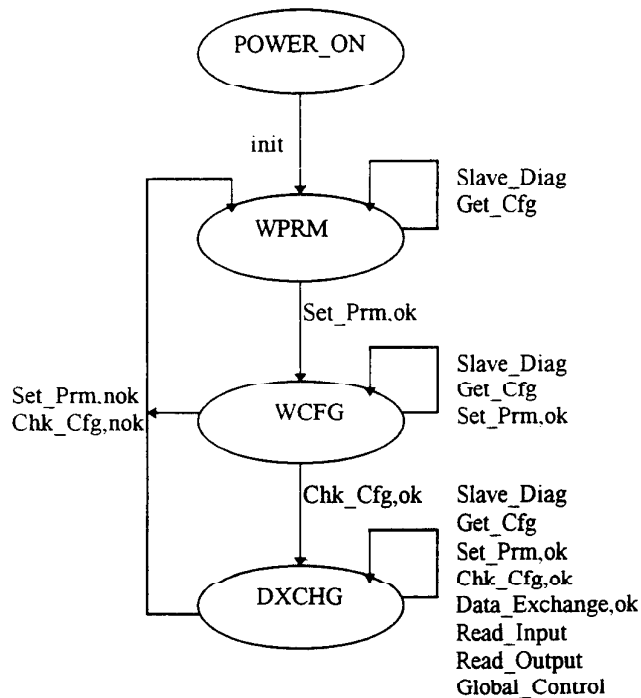 POWER_ON
init
Slave_Diag
Get_Cfg
WPRM
Set_Prm,ok
Slave_Diag
Get_Cfg
Set_Prm,ok
WCFG
Set_Prm,nok
Chk_Cfg,nok
Chk_Cfg,ok
Slave_Diag
Get_Cfg
Set_Prm,ok
Chk_Cfg,ok
Data_Exchange,ok
Read_Input
Read_Output
Global_Control
DXCHG